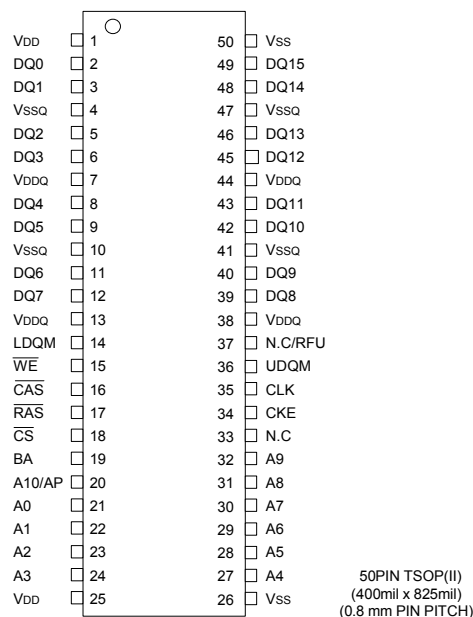 VDD 1 50 VSS
DQ0 2 49 DQ15
DQ1 3 48 DQ14
VSSQ 4 47 VSSQ
DQ2 5 46 DQ13
DQ3 6 45 DQ12
VDDQ 7 44 VDDQ
DQ4 8 43 DQ11
DQ5 9 42 DQ10
VSSQ 10 41 VSSQ
DQ6 11 40 DQ9
DQ7 12 39 DQ8
VDDQ 13 38 VDDQ
LDQM 14 37 N.C/RFU
WE 15 36 UDQM
CAS 16 35 CLK
RAS 17 34 CKE
CS 18 33 N.C
BA 19 32 A9
A10/AP 20 31 A8
A0 21 30 A7
A1 22 29 A6
A2 23 28 A5
A3 24 27 A4
VDD 25 26 VSS
50PIN TSOP(II)
(400mil x 825mil)
(0.8 mm PIN PITCH)